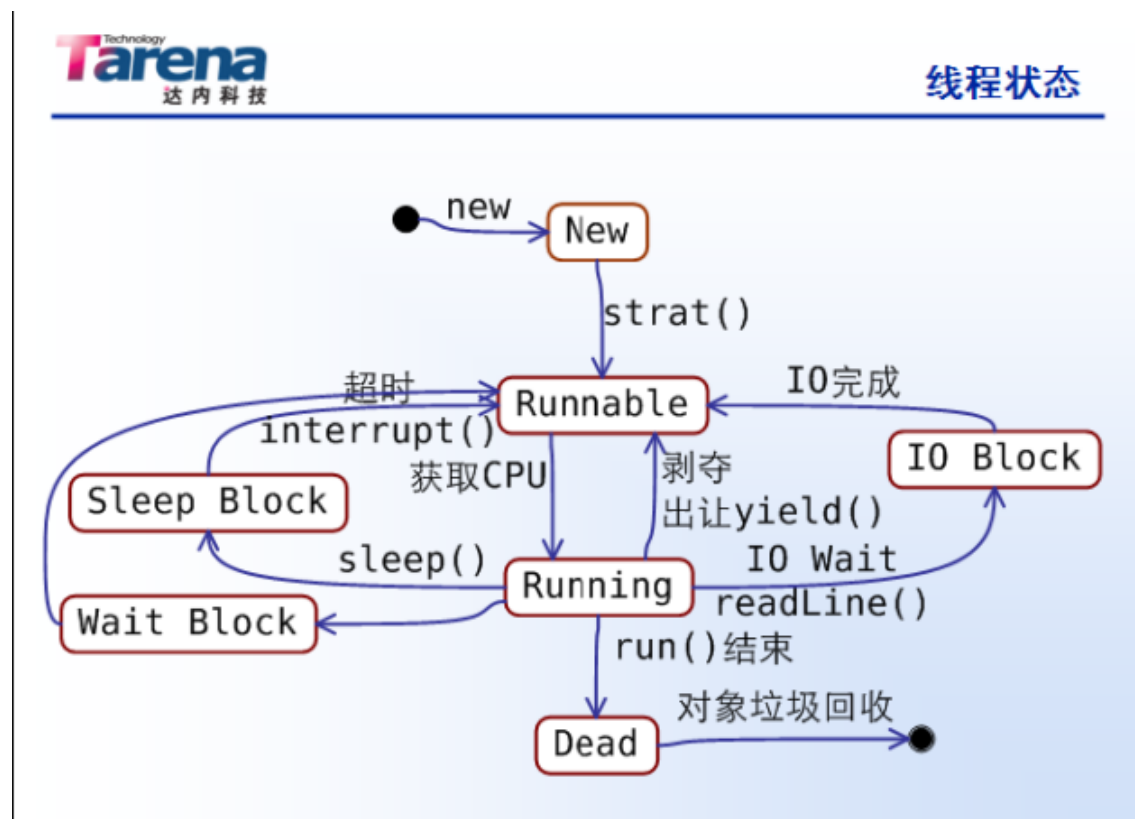 Technology
Tarena
达内科技
线程状态
new
New
strat()
超时
Runnable
IO完成
interrupt()
获取CPU
剥夺
IO Block
Sleep Block
出让yield()
sleep()
Running
IO Wait
readLine()
Wait Block
run()结束
对象垃圾回收
Dead